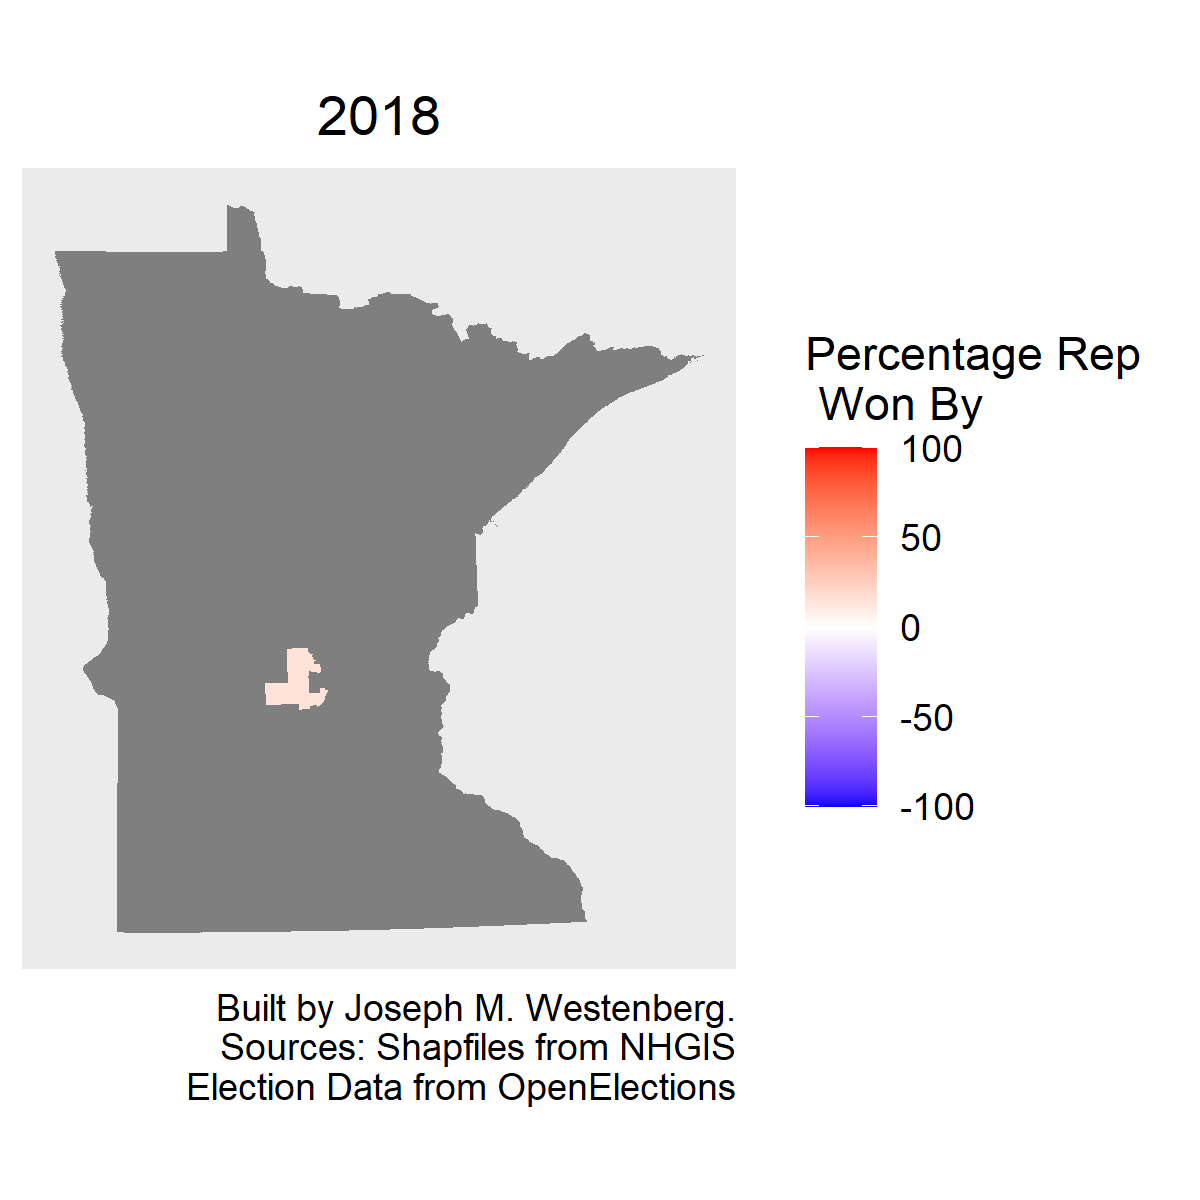 2018
Percentage Rep
Won By
100
50
0
-50
-100
Built by Joseph M. Westenberg.
Sources: Shapfiles from NHGIS
Election Data from OpenElections